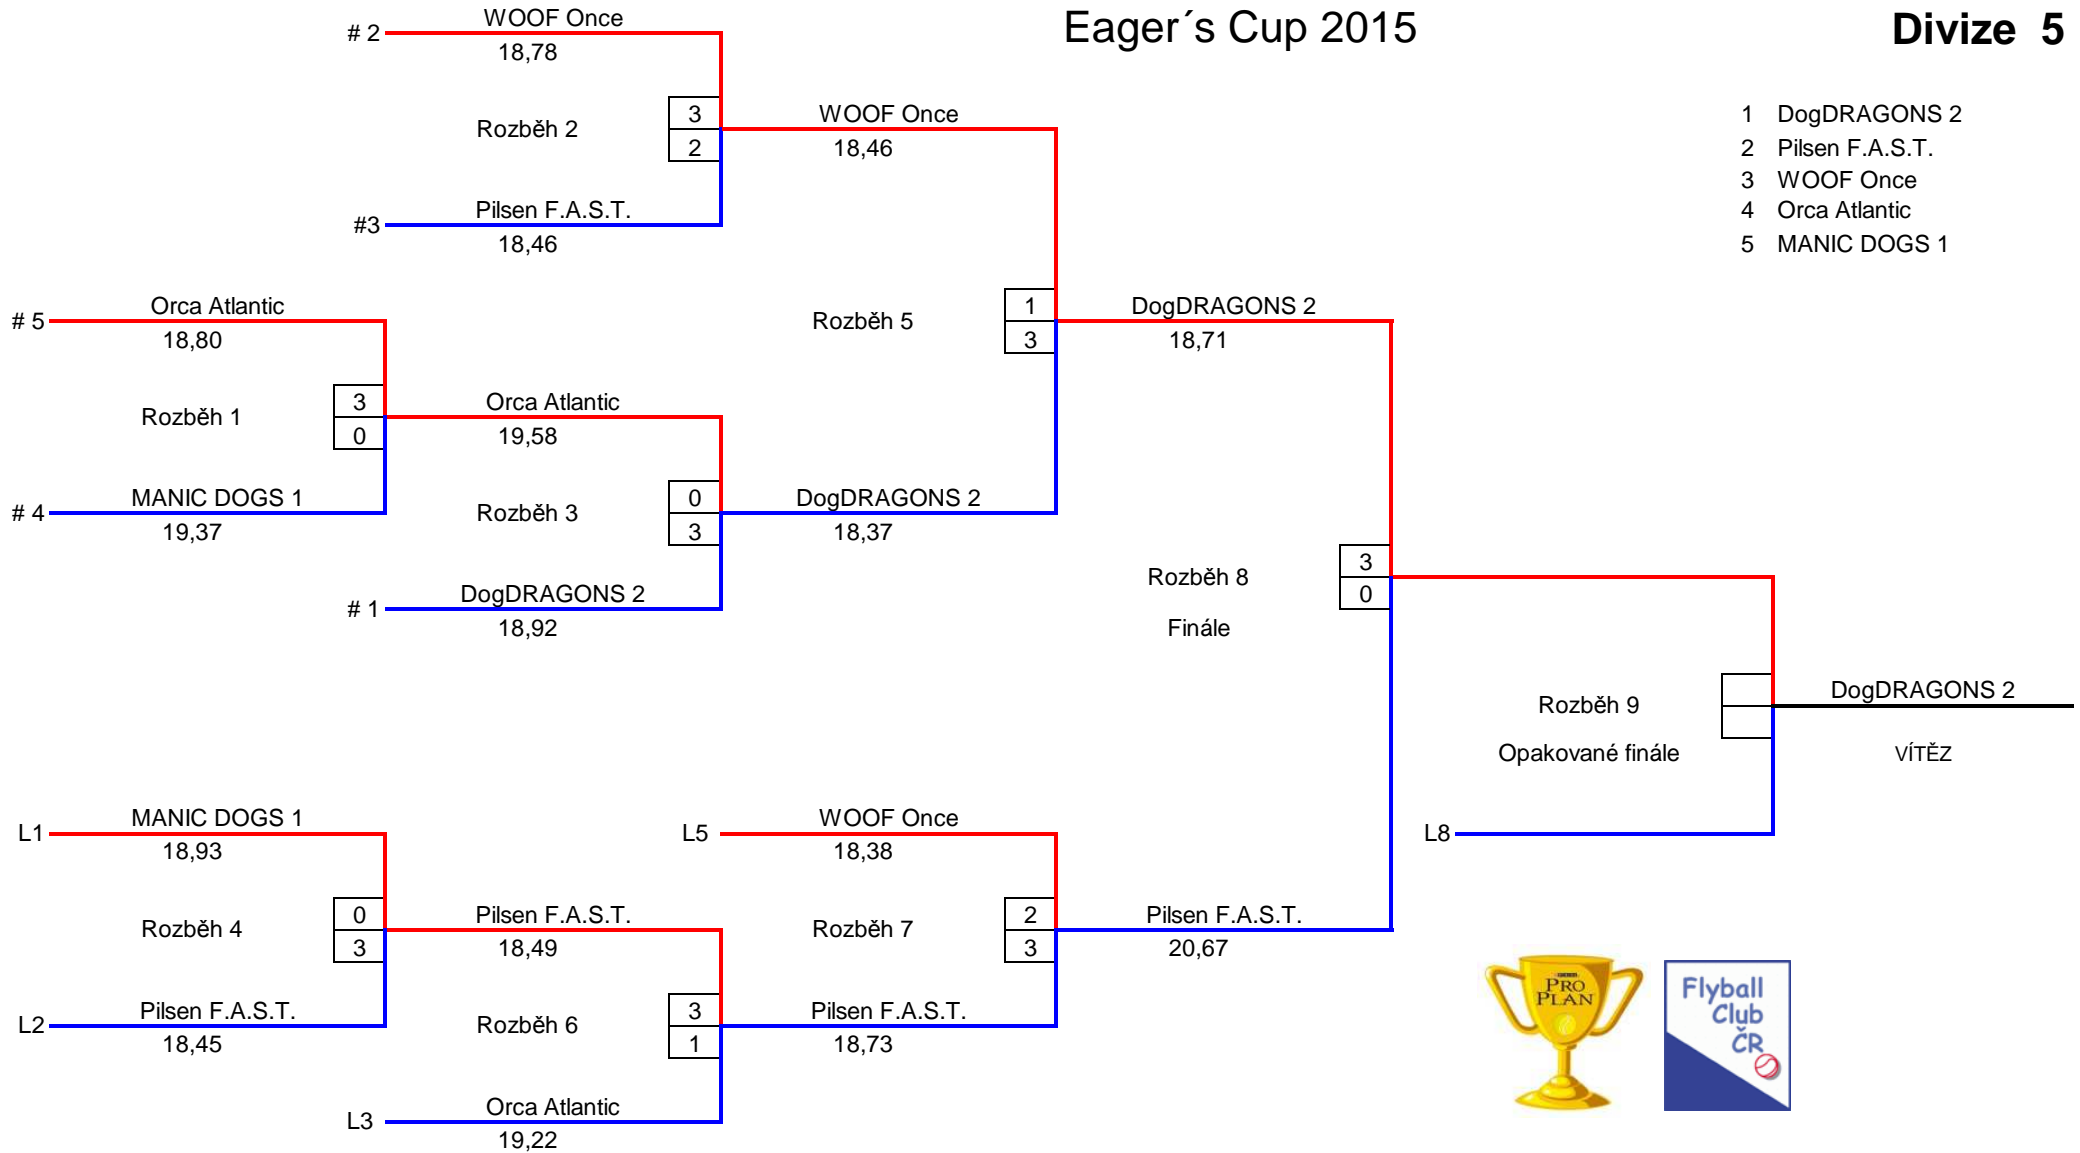 Eager´s Cup 2015
Divize 5
1 DogDRAGONS 2
2 Pilsen F.A.S.T.
3 WOOF Once
4 Orca Atlantic
5 MANIC DOGS 1
# 2
WOOF Once
18,78
Rozběh 2
3
2
#3
Pilsen F.A.S.T.
18,46
WOOF Once
18,46
# 5
Orca Atlantic
18,80
Rozběh 1
3
0
# 4
MANIC DOGS 1
19,37
Orca Atlantic
19,58
Rozběh 3
0
3
# 1
DogDRAGONS 2
18,92
Rozběh 5
1
3
DogDRAGONS 2
18,37
DogDRAGONS 2
18,71
Rozběh 8
3
0
Finále
Rozběh 9
Opakované finále
DogDRAGONS 2
VÍTĚZ
L8
L1
MANIC DOGS 1
18,93
Rozběh 4
0
3
L2
Pilsen F.A.S.T.
18,45
Pilsen F.A.S.T.
18,49
Rozběh 6
3
1
L3
Orca Atlantic
19,22
L5
WOOF Once
18,38
Rozběh 7
2
3
Pilsen F.A.S.T.
18,73
Pilsen F.A.S.T.
20,67
PRO
PLAN
Flyball
Club
ČR